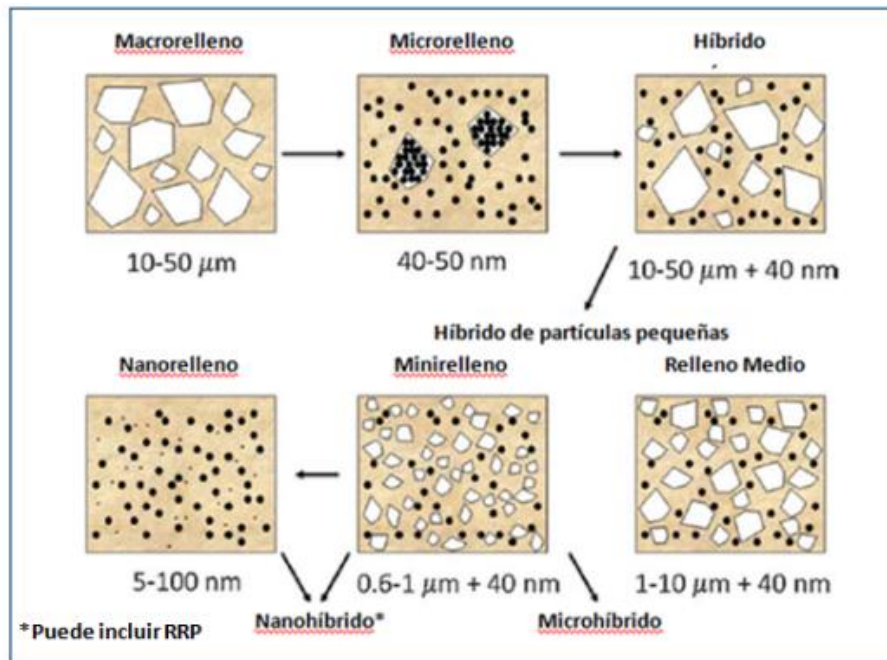 Macrorelleno
Microrelleno
Híbrido
10-50 μm
40-50 nm
10-50 μm + 40 nm
Híbrido de partículas pequeñas
Nanorelleno
Minirelleno
Relleno Medio
5-100 nm
0.6-1 μm + 40 nm
1-10 μm + 40 nm
Nanohíbrido*
Microhíbrido
*Puede incluir RRP